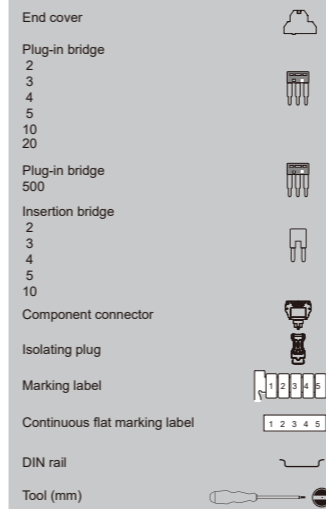 End cover
Plug-in bridge
2
3
4
5
10
20
Plug-in bridge
500
Insertion bridge
2
3
4
5
10
Component connector
Isolating plug
Marking label
1 2 3 4 5
Continuous flat marking label
1 2 3 4 5
DIN rail
Tool (mm)